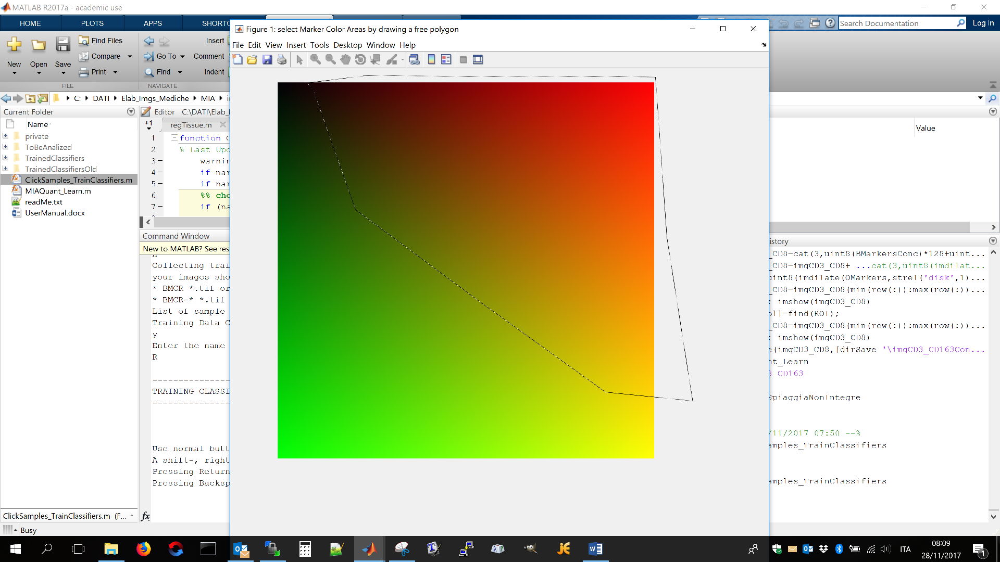 MATLAB R2017a - academic use
HOME PLOTS APPS SHORTC
Search Documentation Log In
Figure 1: select Marker Color Areas by drawing a free polygon
File Edit View Insert Tools Desktop Window Help
New Open Save
Find Files
Compare
Print
FILE
Go To
Find
NAVIGATE
Insert
Comment
Indent
C: DATI Elab_Imgs_Mediche MIA
Current Folder
Name
private
ToBeAnalized
TrainedClassifiers
TrainedClassifiersOld
ClickSamples_TrainClassifiers.m
MIAQuant_Learn.m
readMe.txt
UserManual.docx
ClickSamples_TrainClassifiers.m (F...
Busy
Editor C:\DATI\Elab_
+1
regTissue.m
1 function
2 % Last Upd
3 warnin
4 if nar
5 if nar
6 %% cho
7 if (na
Command Window
New to MATLAB? See res
Collecting trai
your images sho
* BMCR *.tif or
* BMCR-* *.tif
List of sample
Training Data C
y
Enter the name
R
---------------
TRAINING CLASSI
---------------
Use normal butt
A shift-, right
Pressing Return
Pressing Backsp
fx
Value
istory
_CD8=cat(3,uint8(BMarkersConc)*128+uint...
_CD8=imgCD3_CD8+ ...cat(3,uint8(imdilat...
uint8(imdilate(OMarkers,strel('disk',1)...
_CD8=imgCD3_CD8(min(row(:)):max(row(:))...
; imshow(imgCD3_CD8)
ol]=find(ROI);
_CD8=imgCD3_CD8(min(row(:)):max(row(:))...
; imshow(imgCD3_CD8)
e(imgCD3_CD8,[dirSave '\imgCD3_CD163Con...
nt_Learn
3_CD163
SpiaggiaNonIntegre
/11/2017 07:50 --%
amples_TrainClassifiers
amples_TrainClassifiers
ITA
08:09
28/11/2017
1